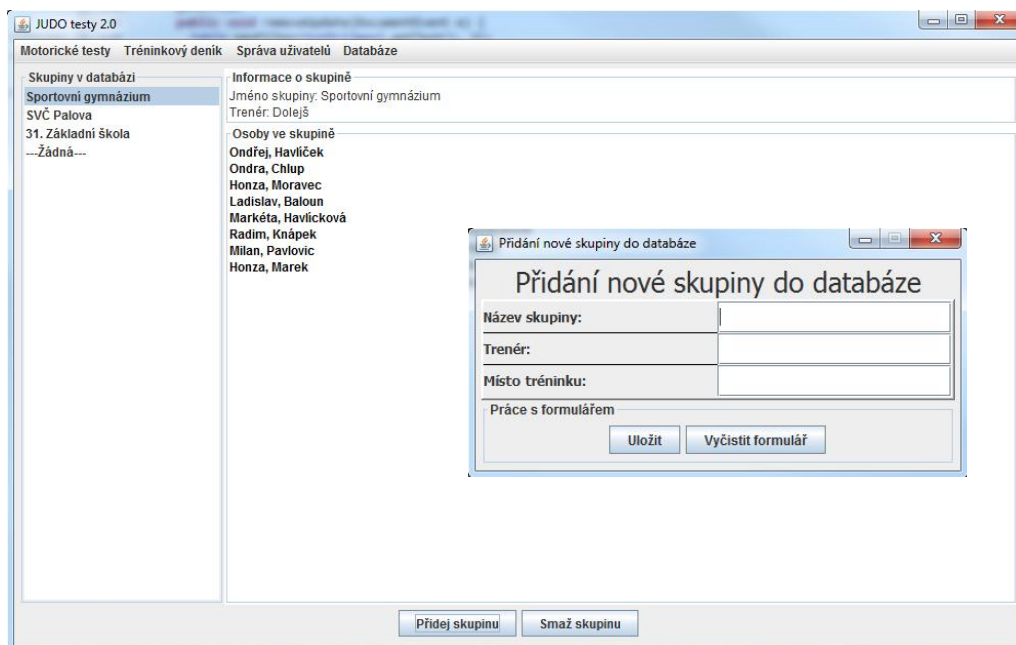 JUDO testy 2.0
Motorické testy Tréninkový deník Správa uživatelů Databáze
Skupiny v databázi
Sportovní gymnázium
SVČ Palova
31. Základní škola
---Žádná---
Informace o skupině
Jméno skupiny: Sportovní gymnázium
Trenér: Dolejš
Osoby ve skupině
Ondřej, Havlíček
Ondra, Chlup
Honza, Moravec
Ladislav, Baloun
Markéta, Havlícková
Radim, Knápek
Milan, Pavlovic
Honza, Marek
Přidání nové skupiny do databáze
Přidání nové skupiny do databáze
Název skupiny:
Trenér:
Místo tréninku:
Práce s formulářem
Uložit Vyčistit formulář
Přidej skupinu Smaž skupinu